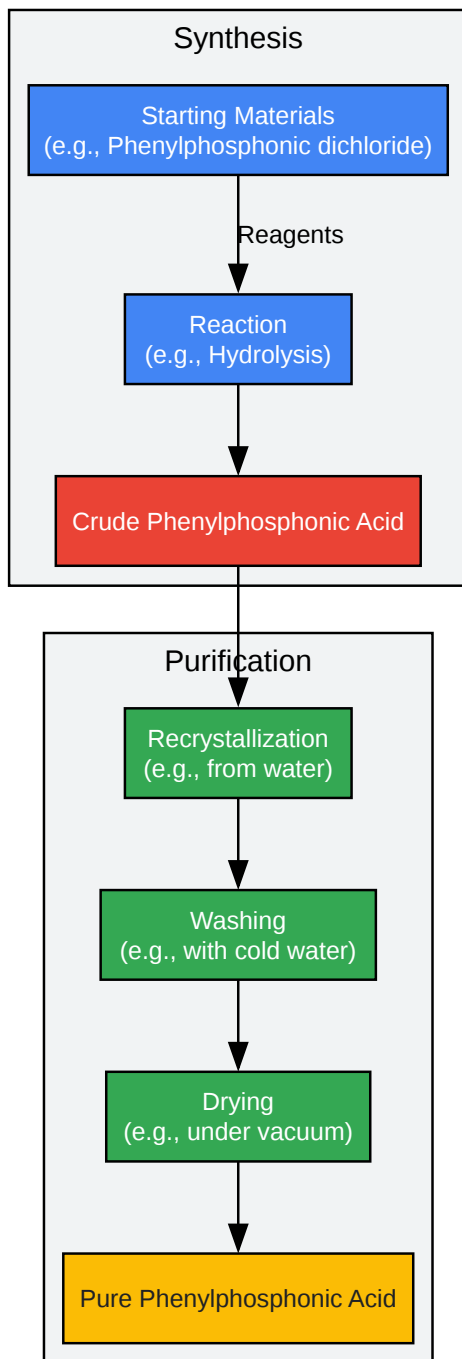 Synthesis
Starting Materials
(e.g., Phenylphosphonic dichloride)
Reagents
Reaction
(e.g., Hydrolysis)
Crude Phenylphosphonic Acid
Purification
Recrystallization
(e.g., from water)
Washing
(e.g., with cold water)
Drying
(e.g., under vacuum)
Pure Phenylphosphonic Acid